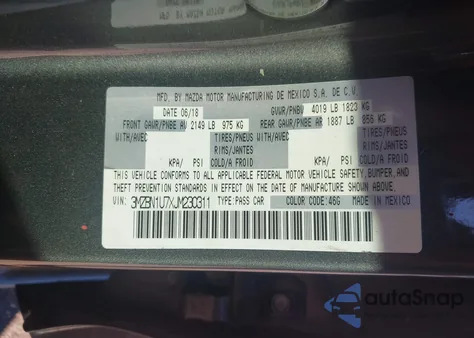 MFD. BY MAZDA MOTOR MANUFACTURING DE MEXICO S.A. DE C.V.
DATE 06/18 GVWR/PNBV 4019 LB 1823 KG
FRONT GAWR/PNBE AV 2149 LB 975 KG REAR GAWR/PNBE AR 1887 LB 856 KG
WITH/AVEC TIRES/PNEUS WITH/AVEC TIRES/PNEUS
RIMS/JANTES RIMS/JANTES
KPA/ PSI COLD/A FROID KPA/ PSI COLD/A FROID
THIS VEHICLE CONFORMS TO ALL APPLICABLE FEDERAL MOTOR VEHICLE SAFETY, BUMPER, AND
THEFT PREVENTION STANDARDS IN EFFECT ON THE DATE OF MANUFACTURE SHOWN ABOVE.
VIN: 3MZBN1U7XJM230311 TYPE: PASS CAR COLOR CODE: 46G MADE IN MEXICO
autoSnap